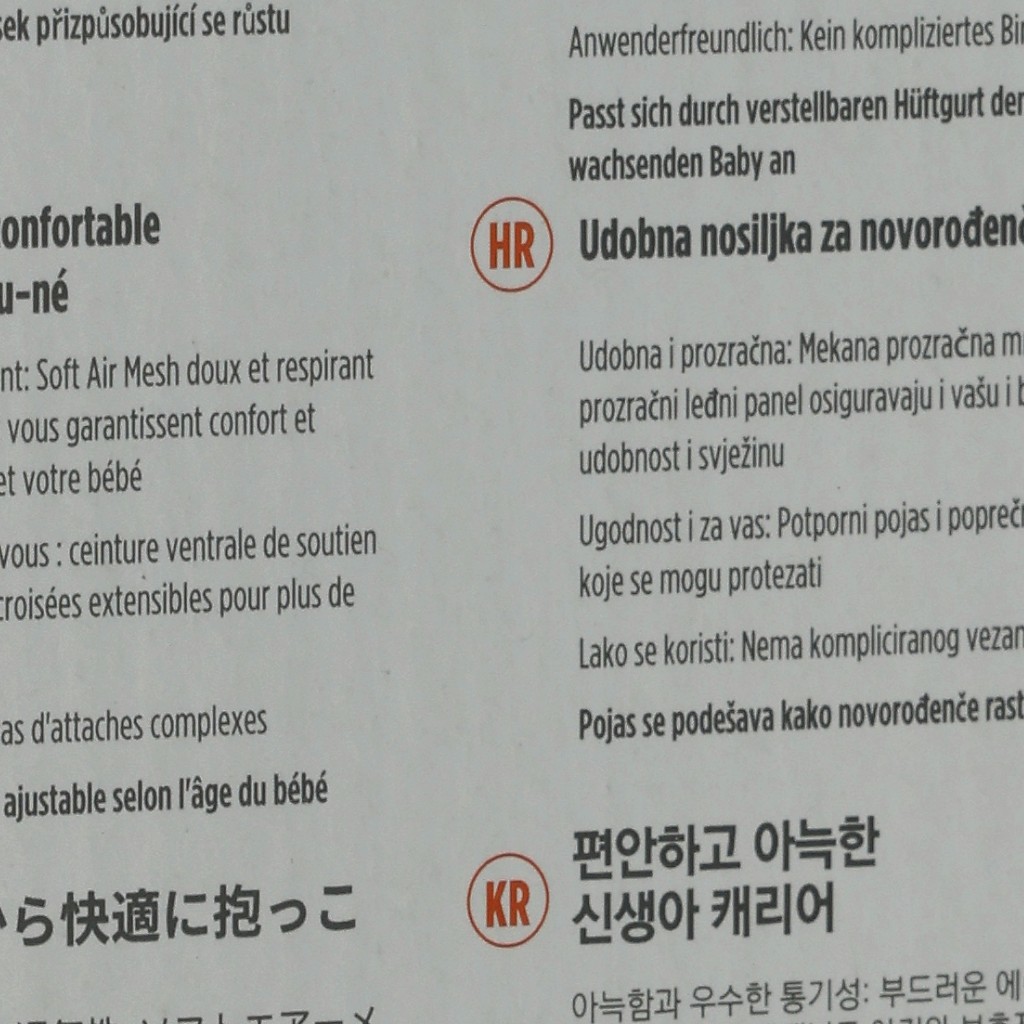 přizpůsobující se růstu
onfortable
u-né
nt: Soft Air Mesh doux et respirant
vous garantissent confort et
et votre bébé
vous : ceinture ventrale de soutien
croisées extensibles pour plus de
as d'attaches complexes
ajustable selon l'âge du bébé
ら快適に抱っこ
Anwenderfreundlich: Kein kompliziertes
Passt sich durch verstellbaren Hüftgurt
wachsenden Baby an
HR
Udobna nosiljka za novorođenč
Udobna i prozračna: Mekana prozračna
prozračni leđni panel osiguravaju i vašu i
udobnost i svježinu
Ugodnost i za vas: Potporni pojas i popreč
koje se mogu protezati
Lako se koristi: Nema kompliciranog vezan
Pojas se podešava kako novorođenče rast
KR
편안하고 아늑한
신생아 캐리어
아늑함과 우수한 통기성: 부드러운 에